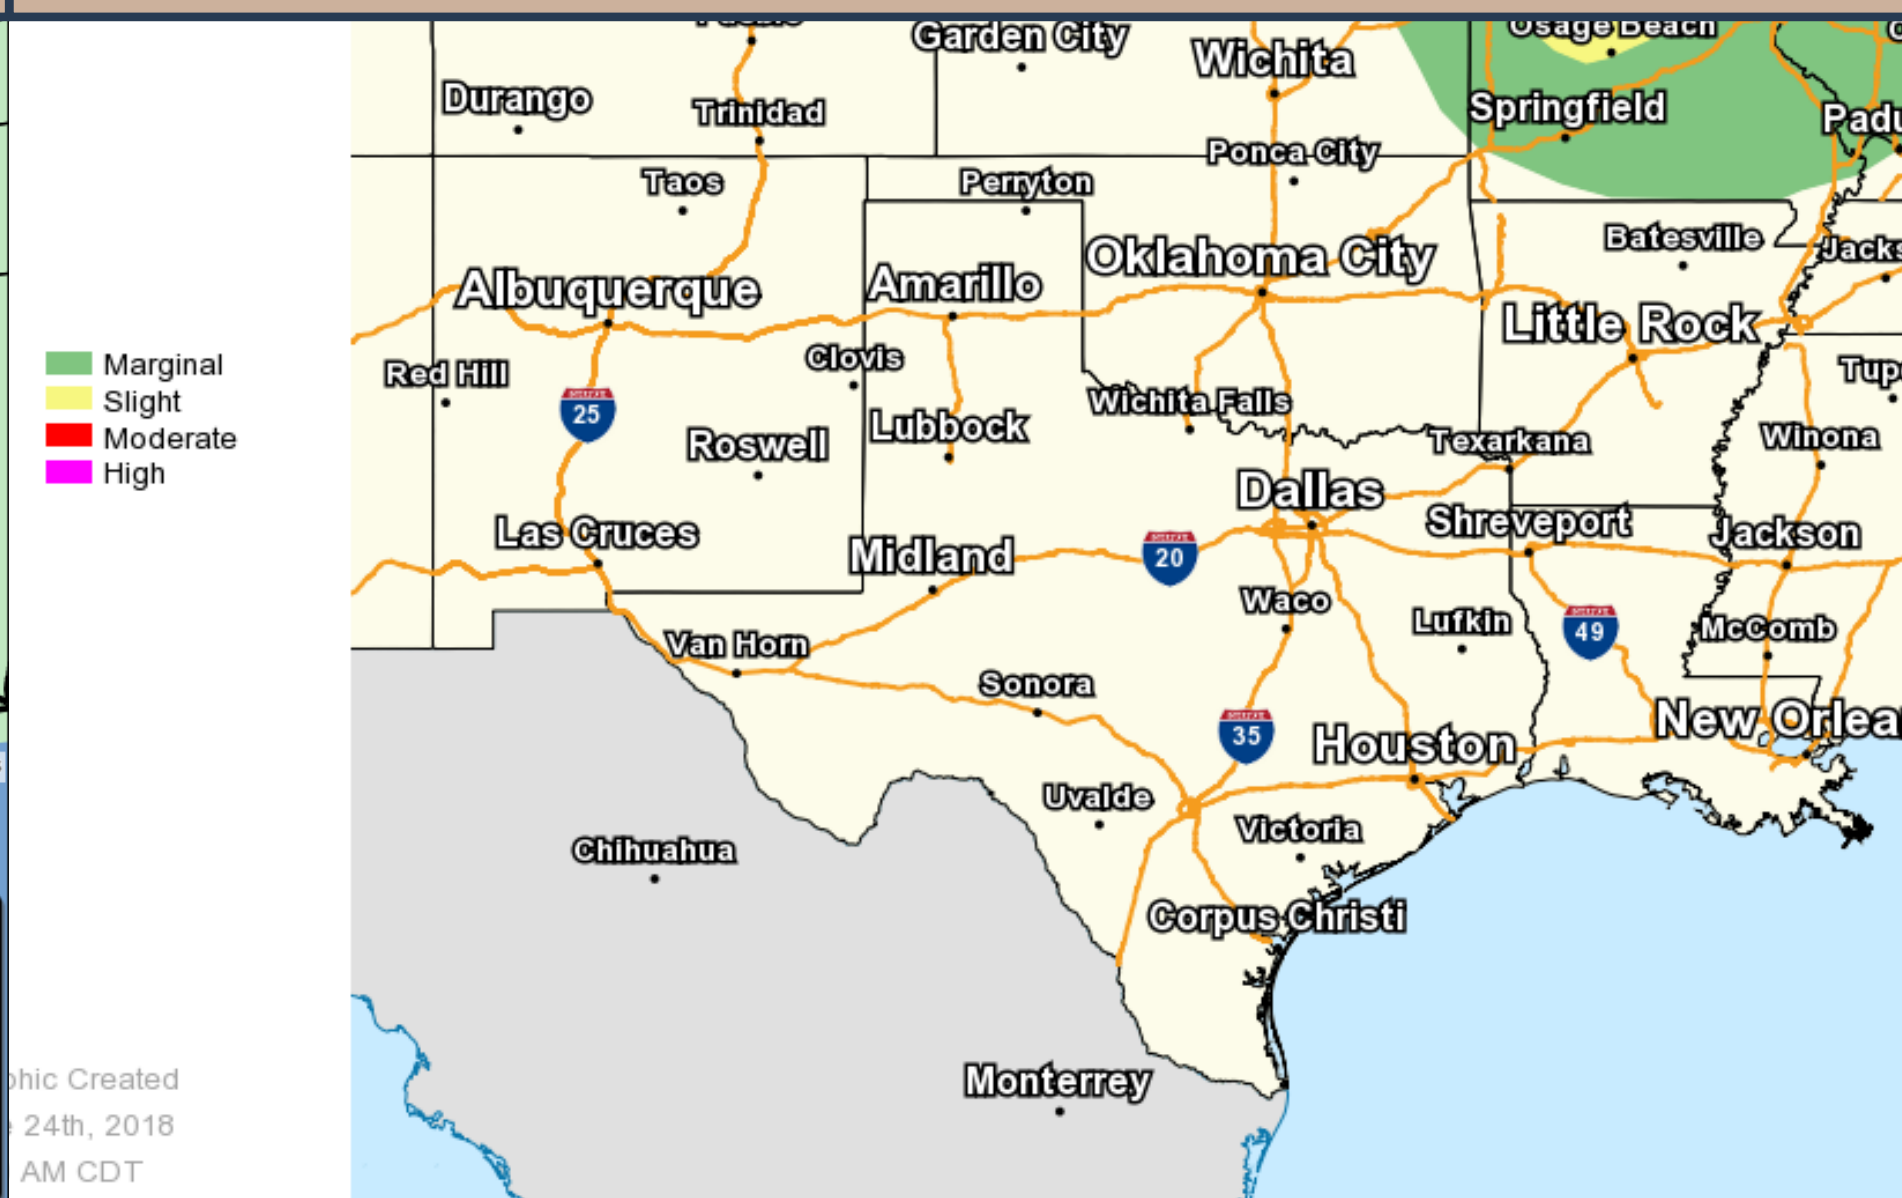 Garden City
Osage Beach
Wichita
Durango
Trinidad
Springfield
Ponca City
Taos
Perryton
Batesville
Oklahoma City
Albuquerque
Amarillo
Little Rock
Clovis
Red Hill
Marginal
Slight
Moderate
High
25
Wichita Falls
Lubbock
Roswell
Texarkana
Winona
Dallas
Shreveport
Las Cruces
Jackson
Midland
20
Waco
Lufkin
49
McComb
Van Horn
Sonora
New Orlea
35
Houston
Uvalde
Victoria
Chihuahua
Corpus Christi
Monterrey
phic Created
24th, 2018
AM CDT